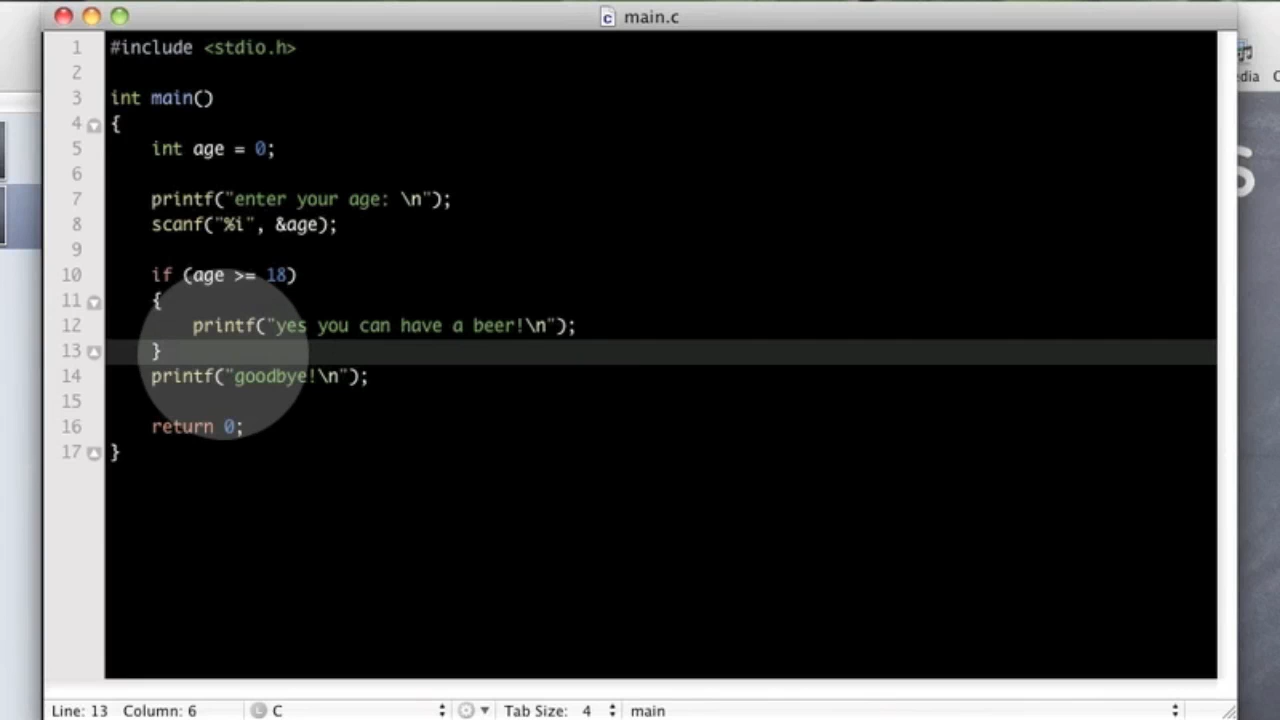 main.c
1 #include <stdio.h>
2
3 int main()
4 {
5     int age = 0;
6
7     printf("enter your age: \n");
8     scanf("%i", &age);
9
10     if (age >= 18)
11     {
12         printf("yes you can have a beer!\n");
13     }
14     printf("goodbye!\n");
15
16     return 0;
17 }
Line: 13 Column: 6 C Tab Size: 4 main